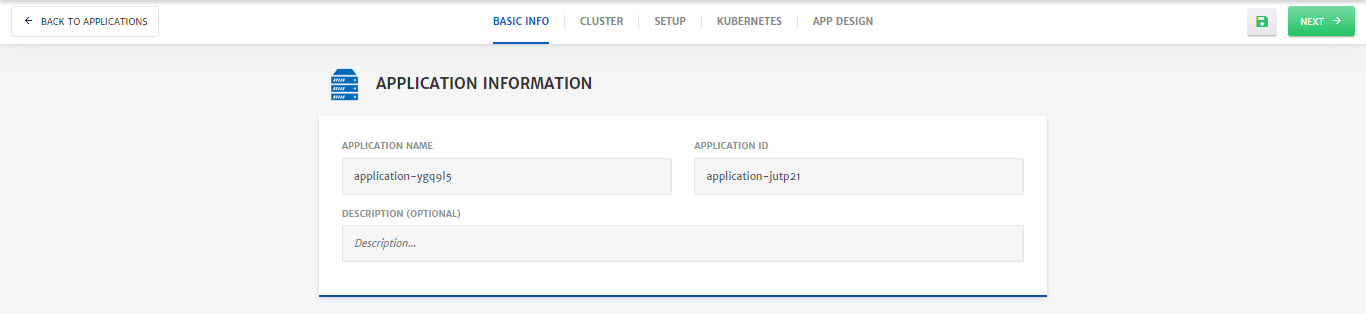 BACK TO APPLICATIONS
BASIC INFO
CLUSTER
SETUP
KUBERNETES
APP DESIGN
NEXT
APPLICATION INFORMATION
APPLICATION NAME
APPLICATION ID
application-ygq9l5
application-jutp21
DESCRIPTION (OPTIONAL)
Description...